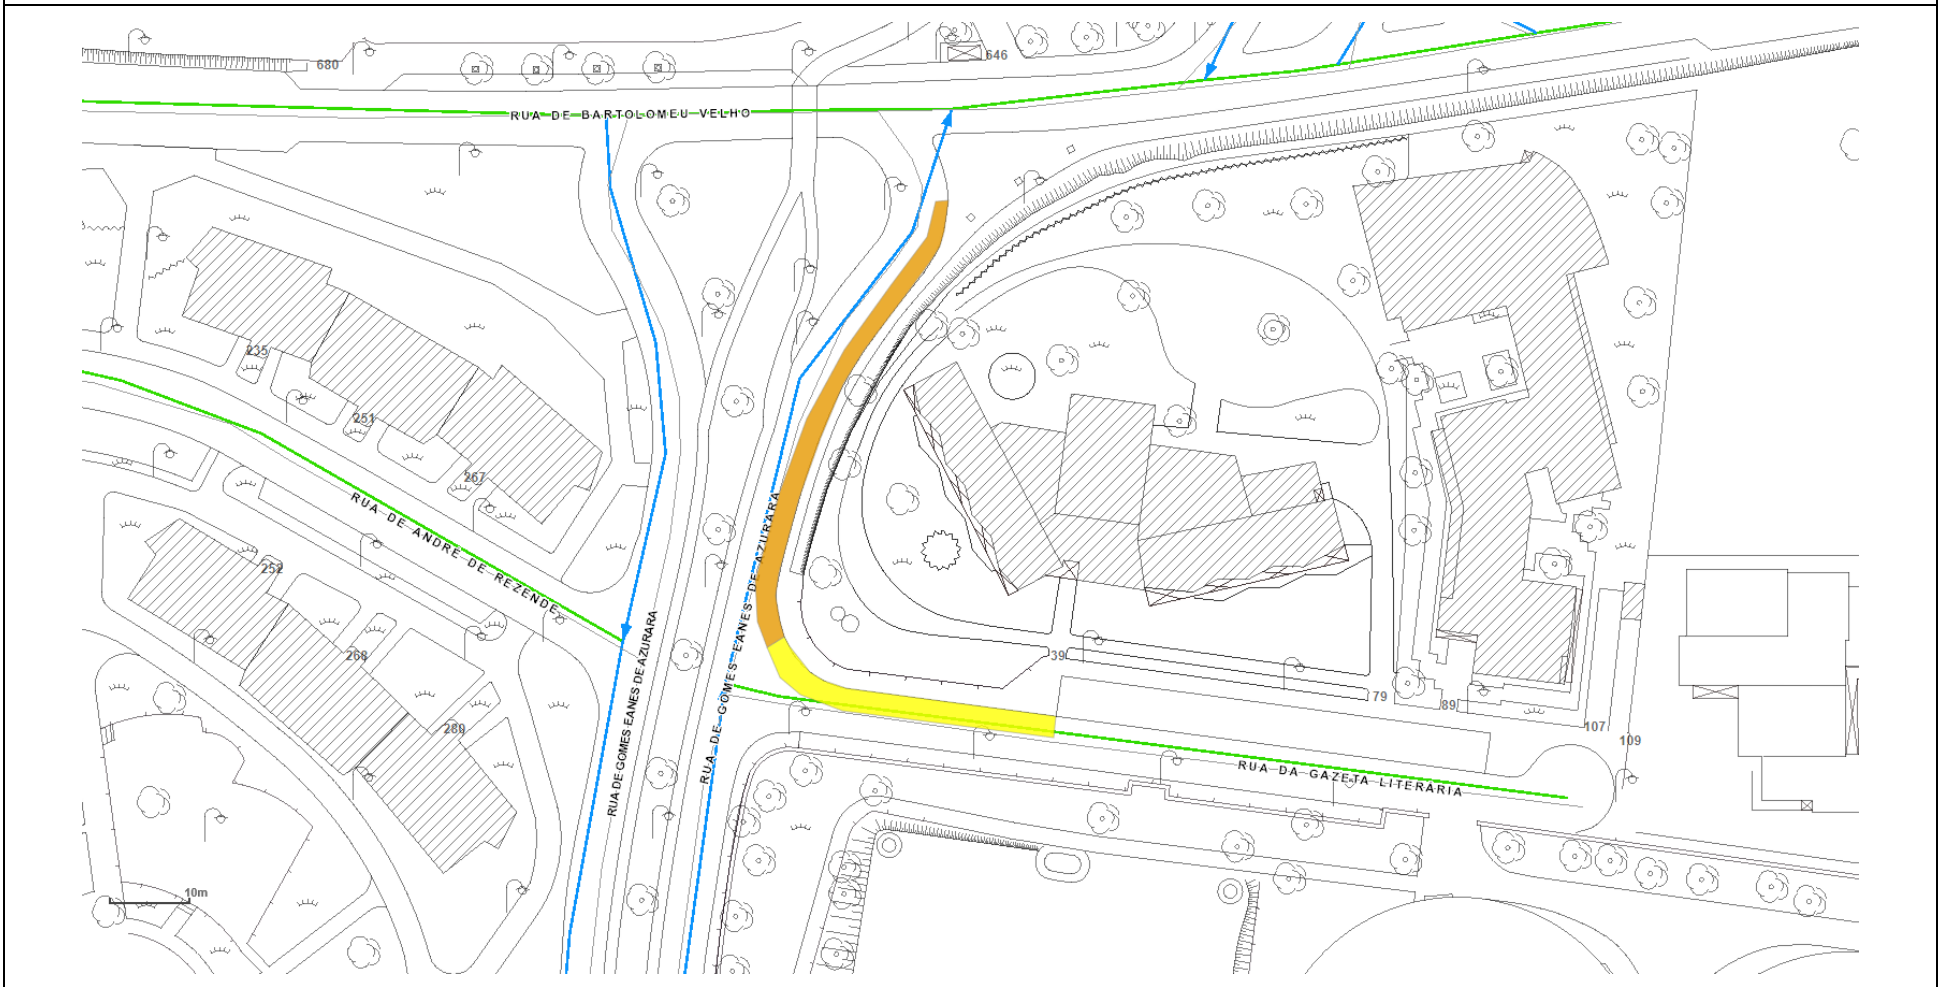 646
680
RUA DE BARTOLOMEU VELHO
235
251
267
RUA DE ANDRÉ DE REZENDE
252
268
289
RUA DE GOMES EANES DE AZURARA
RUA DE GOMES EANES DE AZURARA
39
79
89
107
109
RUA DA GAZETA LITERARIA
10m